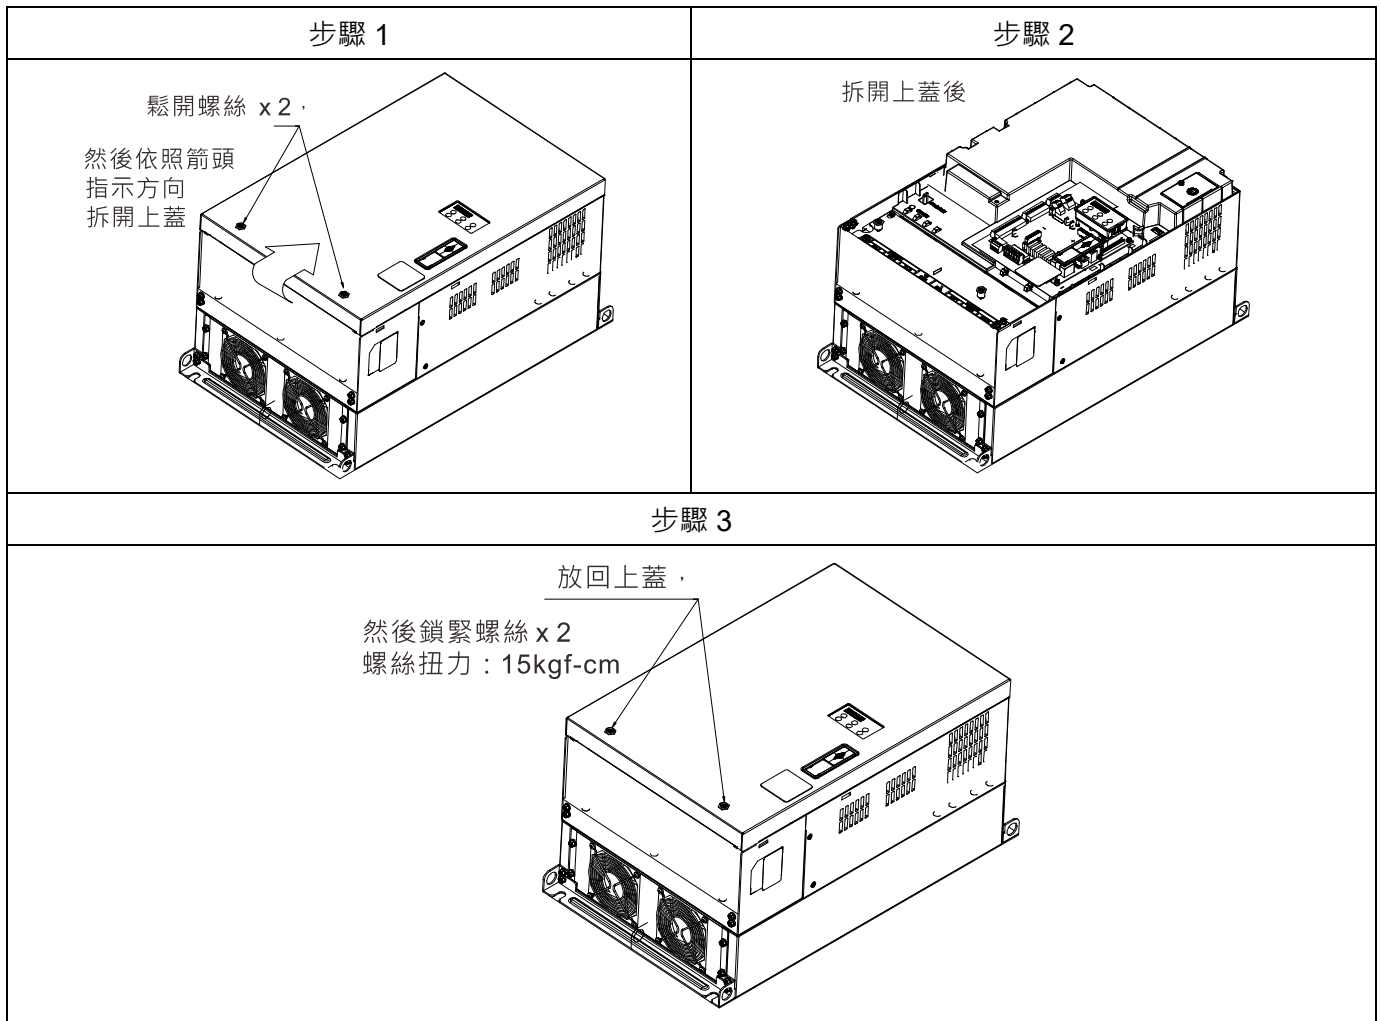 步驟 1
步驟 2
鬆開螺絲 x 2，
然後依照箭頭
指示方向
拆開上蓋
拆開上蓋後
步驟 3
放回上蓋，
然後鎖緊螺絲 x 2
螺絲扭力：15kgf-cm